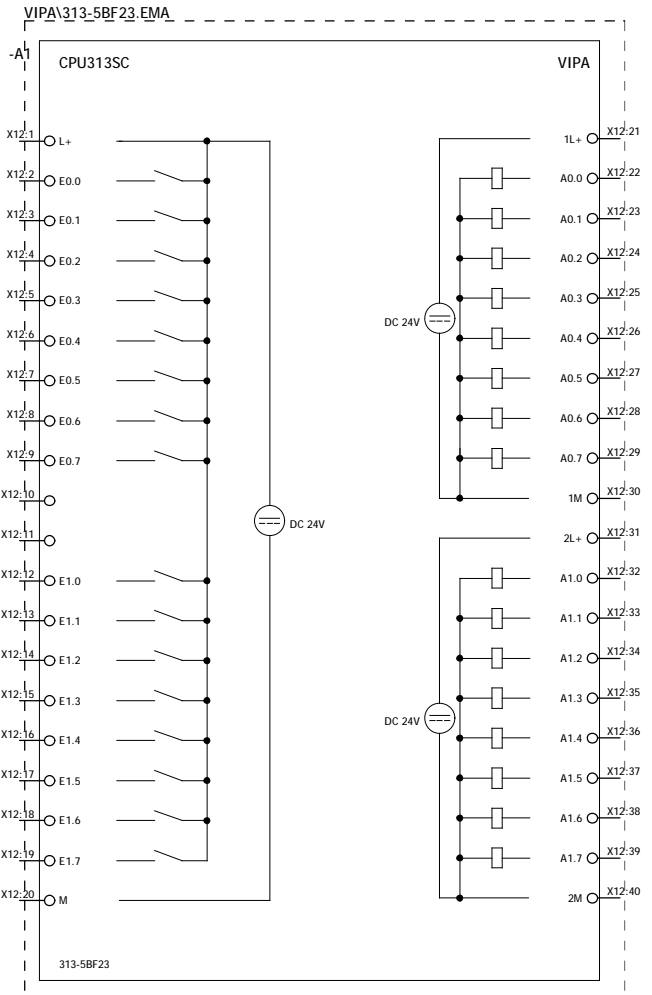 VIPA\313-5BF23.EMA
-A1
CPU313SC VIPA
X12:1 L+ 1L+ X12:21
X12:2 E0.0 A0.0 X12:22
X12:3 E0.1 A0.1 X12:23
X12:4 E0.2 A0.2 X12:24
X12:5 E0.3 A0.3 X12:25
DC 24V
X12:6 E0.4 A0.4 X12:26
X12:7 E0.5 A0.5 X12:27
X12:8 E0.6 A0.6 X12:28
X12:9 E0.7 A0.7 X12:29
X12:10 1M X12:30
DC 24V
X12:11 2L+ X12:31
X12:12 E1.0 A1.0 X12:32
X12:13 E1.1 A1.1 X12:33
X12:14 E1.2 A1.2 X12:34
X12:15 E1.3 A1.3 X12:35
DC 24V
X12:16 E1.4 A1.4 X12:36
X12:17 E1.5 A1.5 X12:37
X12:18 E1.6 A1.6 X12:38
X12:19 E1.7 A1.7 X12:39
X12:20 M 2M X12:40
313-5BF23